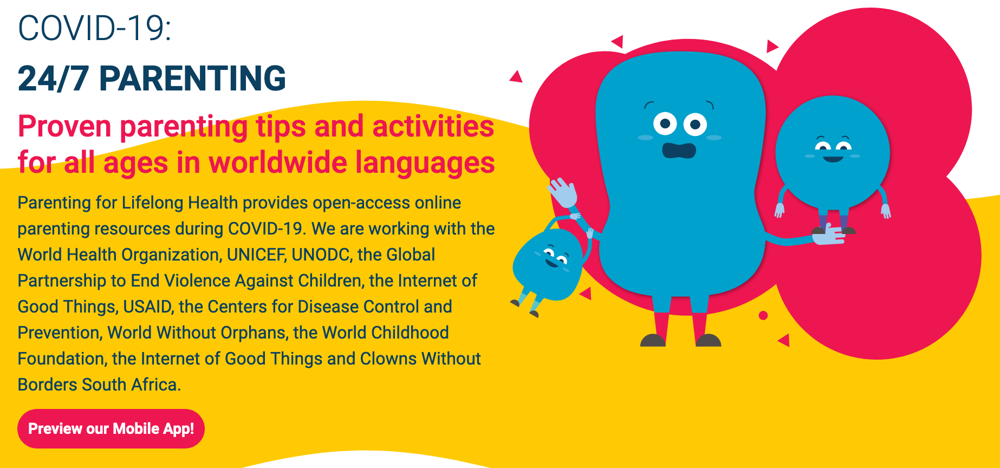 COVID-19:
24/7 PARENTING
Proven parenting tips and activities
for all ages in worldwide languages
Parenting for Lifelong Health provides open-access online
parenting resources during COVID-19. We are working with the
World Health Organization, UNICEF, UNODC, the Global
Partnership to End Violence Against Children, the Internet of
Good Things, USAID, the Centers for Disease Control and
Prevention, World Without Orphans, the World Childhood
Foundation, the Internet of Good Things and Clowns Without
Borders South Africa.
Preview our Mobile App!